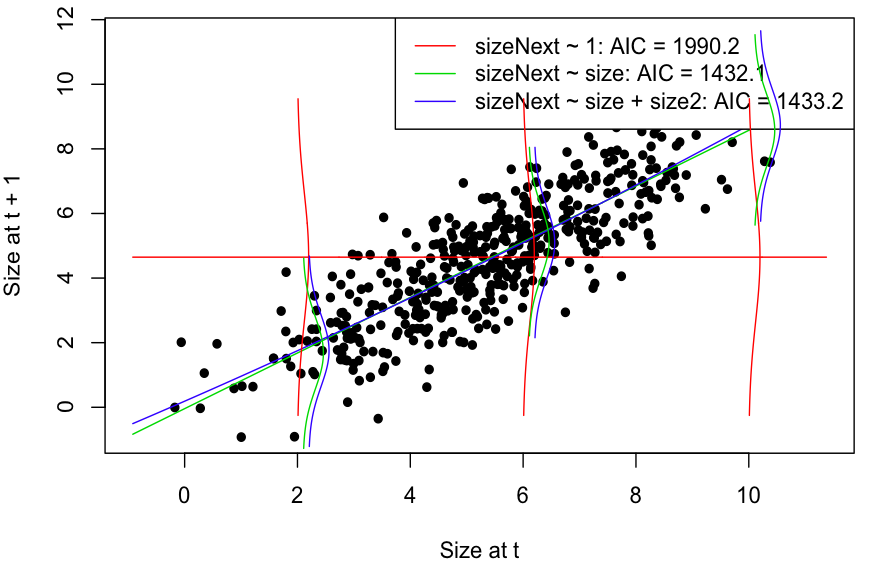 sizeNext ~ 1: AIC = 1990.2
sizeNext ~ size: AIC = 1432.1
sizeNext ~ size + size2: AIC = 1433.2
Size at t + 1
12
10
8
6
4
2
0
0 2 4 6 8 10
Size at t